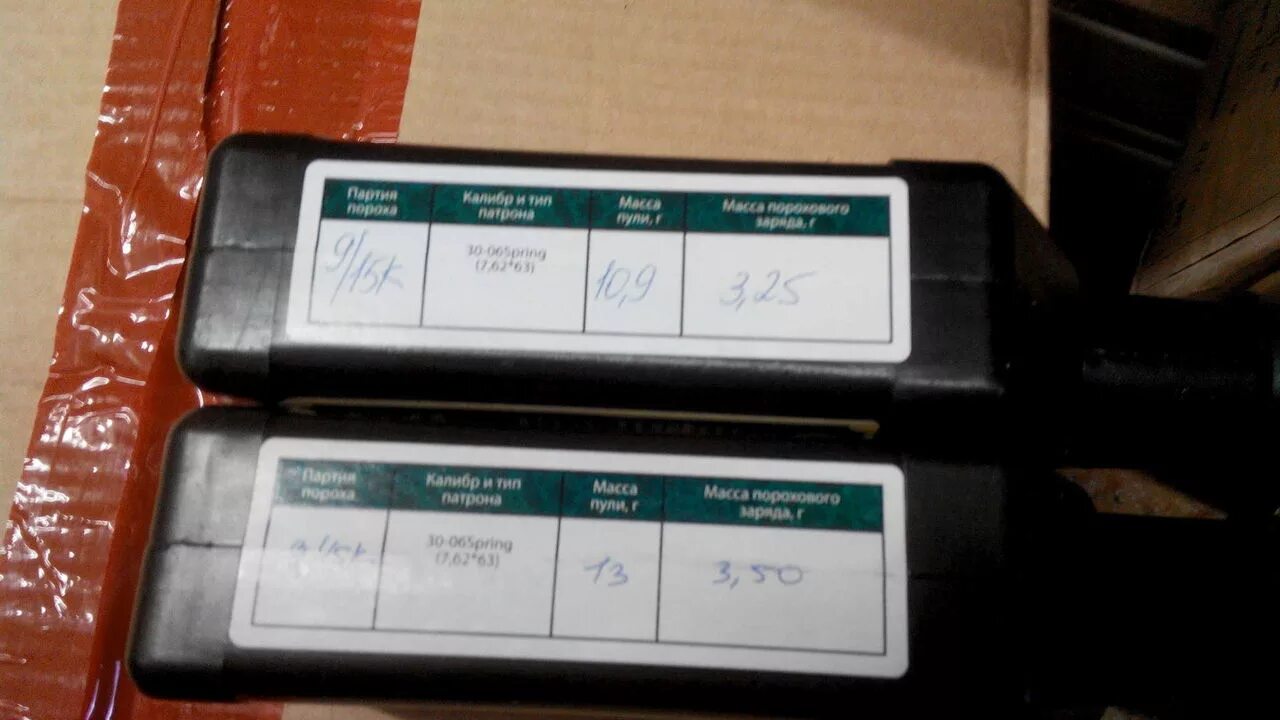 Партия пороха
Калибр и тип патрона
Масса пули, г
Масса порохового заряда, г
9/15К
30-06Spring
(7,62*63)
10,9
3,25
Партия пороха
Калибр и тип патрона
Масса пули, г
Масса порохового заряда, г
30-06Spring
(7,62*63)
13
3,50